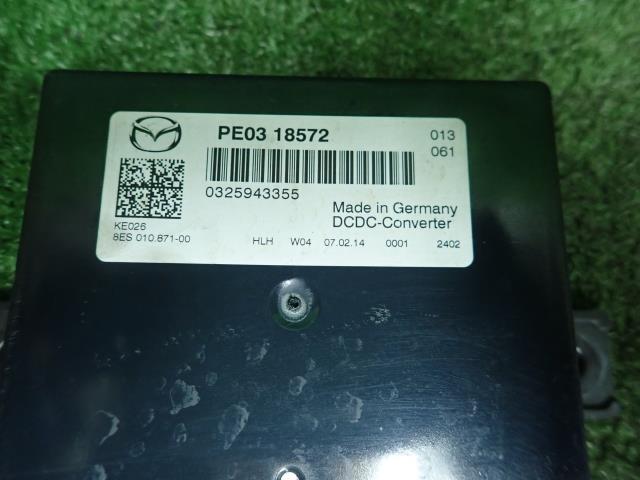 PE03 18572
013
061
0325943355
Made in Germany
DCDC-Converter
KE026
8ES 010.871-00
HLH W04 07.02.14 0001 2402